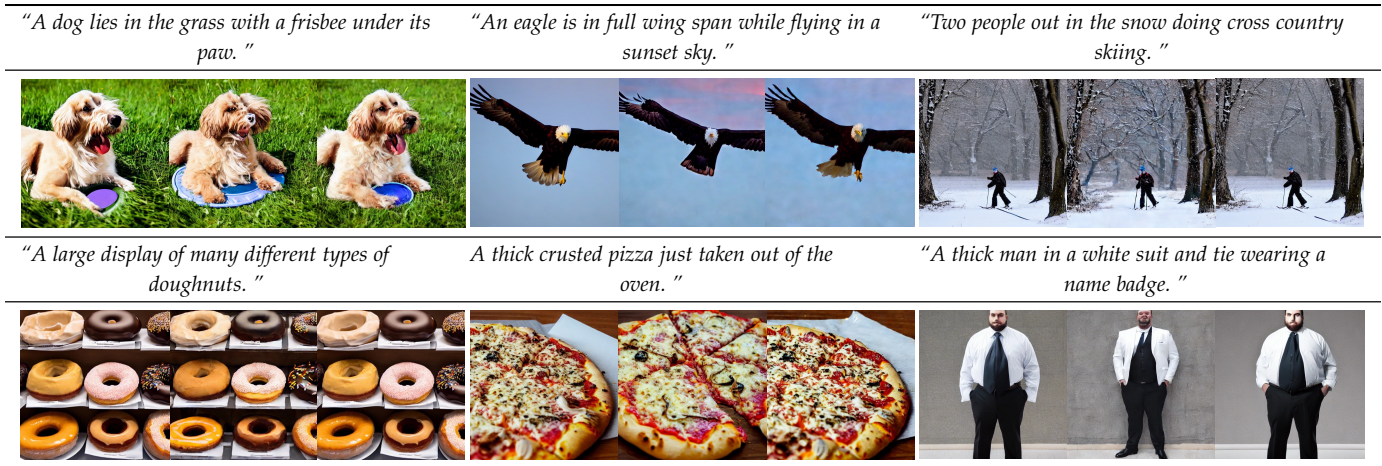 “A dog lies in the grass with a frisbee under its
paw. ”
“An eagle is in full wing span while flying in a
sunset sky. ”
“Two people out in the snow doing cross country
skiing. ”
“A large display of many different types of
doughnuts. ”
A thick crusted pizza just taken out of the
oven. ”
“A thick man in a white suit and tie wearing a
name badge. ”